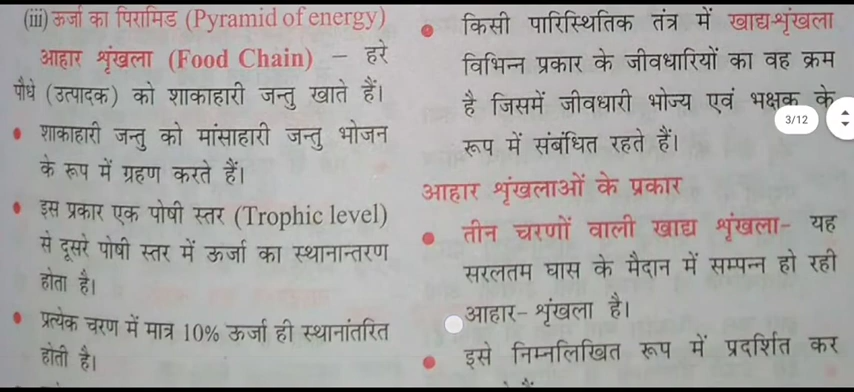 (iii) ऊर्जा का पिरामिड (Pyramid of energy)
आहार श्रृंखला (Food Chain) – हरे
पौधे (उत्पादक) को शाकाहारी जन्तु खाते हैं।
• शाकाहारी जन्तु को मांसाहारी जन्तु भोजन
के रूप में ग्रहण करते हैं।
• इस प्रकार एक पोषी स्तर (Trophic level)
से दूसरे पोषी स्तर में ऊर्जा का स्थानान्तरण
होता है।
• प्रत्येक चरण में मात्र 10% ऊर्जा ही स्थानांतरित
होती है।
• किसी पारिस्थितिक तंत्र में खाद्य-श्रृंखला
विभिन्न प्रकार के जीवधारियों का वह क्रम
है जिसमें जीवधारी भोज्य एवं भक्षक के
रूप में संबंधित रहते हैं।
आहार श्रृंखलाओं के प्रकार
• तीन चरणों वाली खाद्य श्रृंखला- यह
सरलतम घास के मैदान में सम्पन्न हो रही
आहार- श्रृंखला है।
• इसे निम्नलिखित रूप में प्रदर्शित कर
3/12